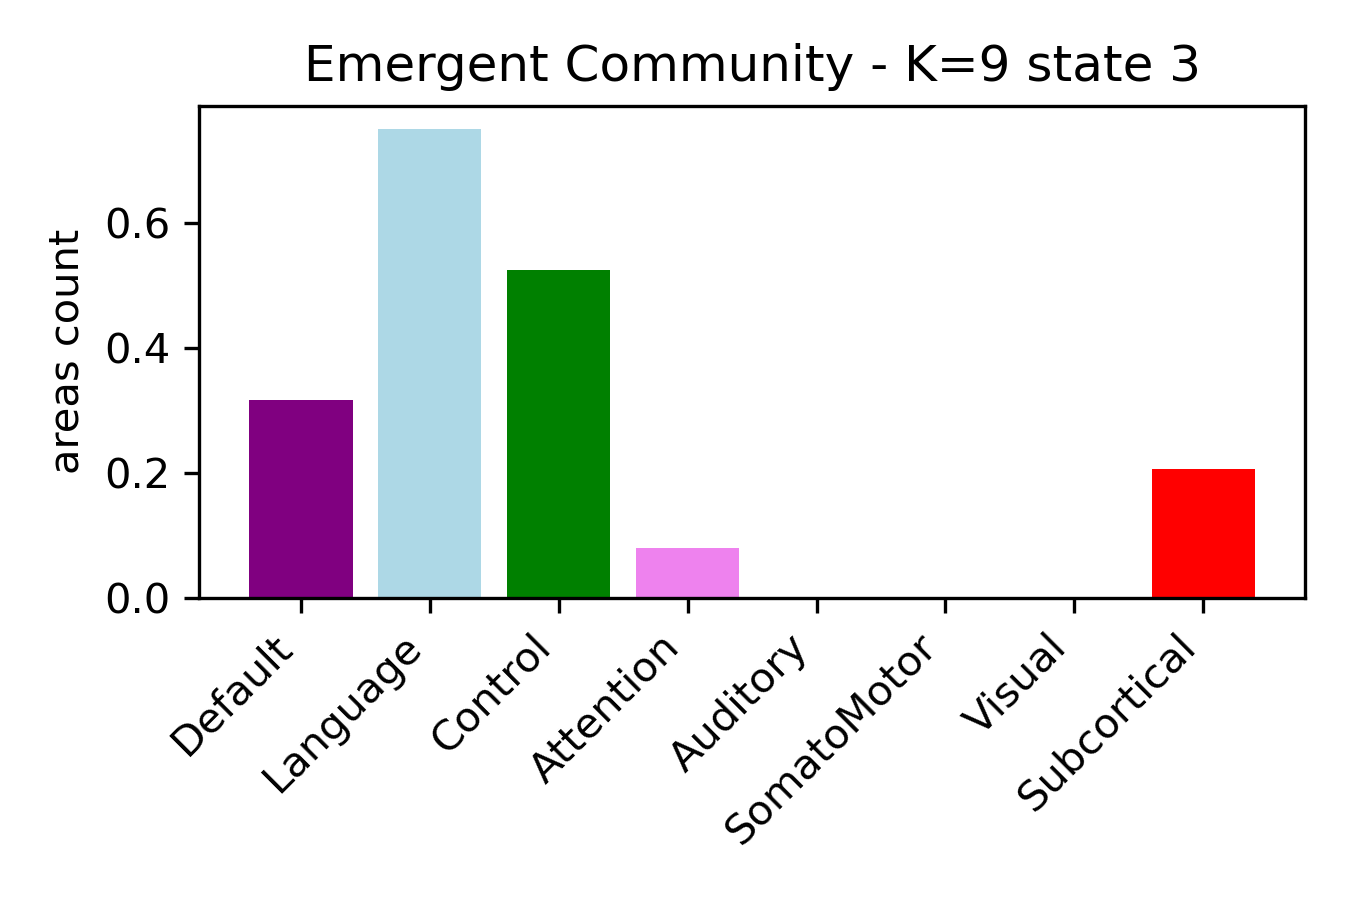 Emergent Community - K=9 state 3
areas count
0.6
0.4
0.2
0.0
Default
Language
Control
Attention
Auditory
SomatoMotor
Visual
Subcortical